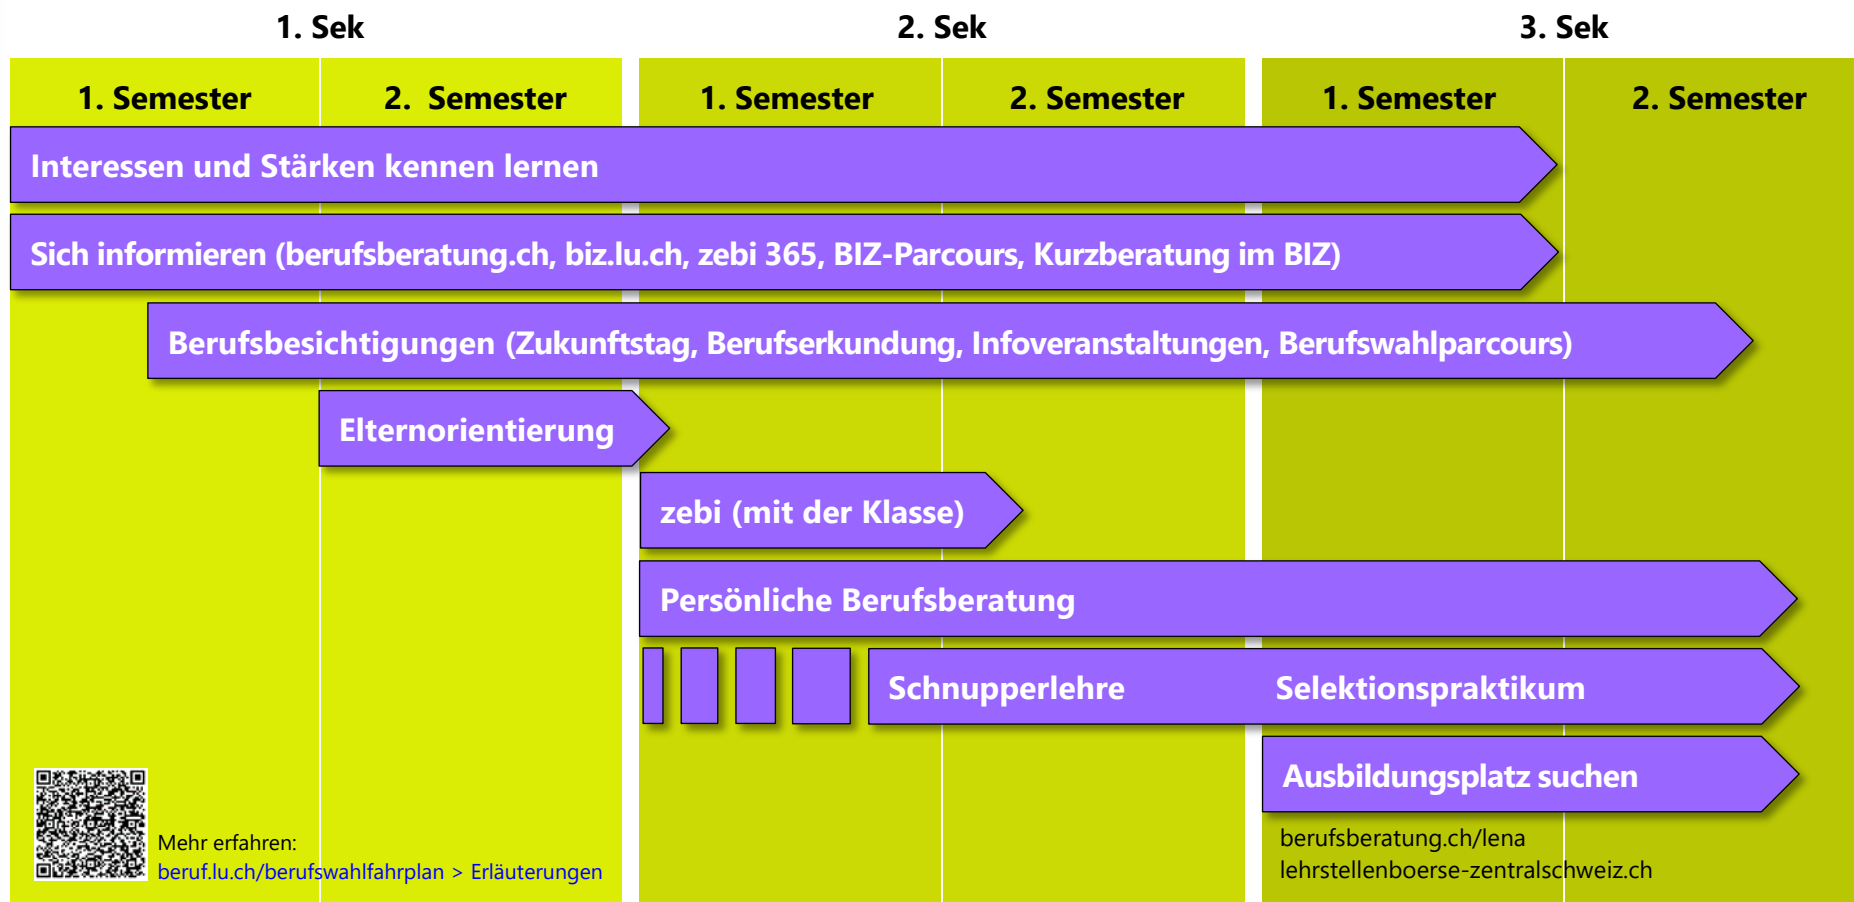 1. Sek
2. Sek
3. Sek
1. Semester
2. Semester
1. Semester
2. Semester
1. Semester
2. Semester
Interessen und Stärken kennen lernen
Sich informieren (berufsberatung.ch, biz.lu.ch, zebi 365, BIZ-Parcours, Kurzberatung im BIZ)
Berufsbesichtigungen (Zukunftstag, Berufserkundung, Infoveranstaltungen, Berufswahlparcours)
Elternorientierung
zebi (mit der Klasse)
Persönliche Berufsberatung
Schnupperlehre
Selektionspraktikum
Ausbildungsplatz suchen
Mehr erfahren:
beruf.lu.ch/berufswahlfahrplan > Erläuterungen
berufsberatung.ch/lena
lehrstellenboerse-zentralschweiz.ch